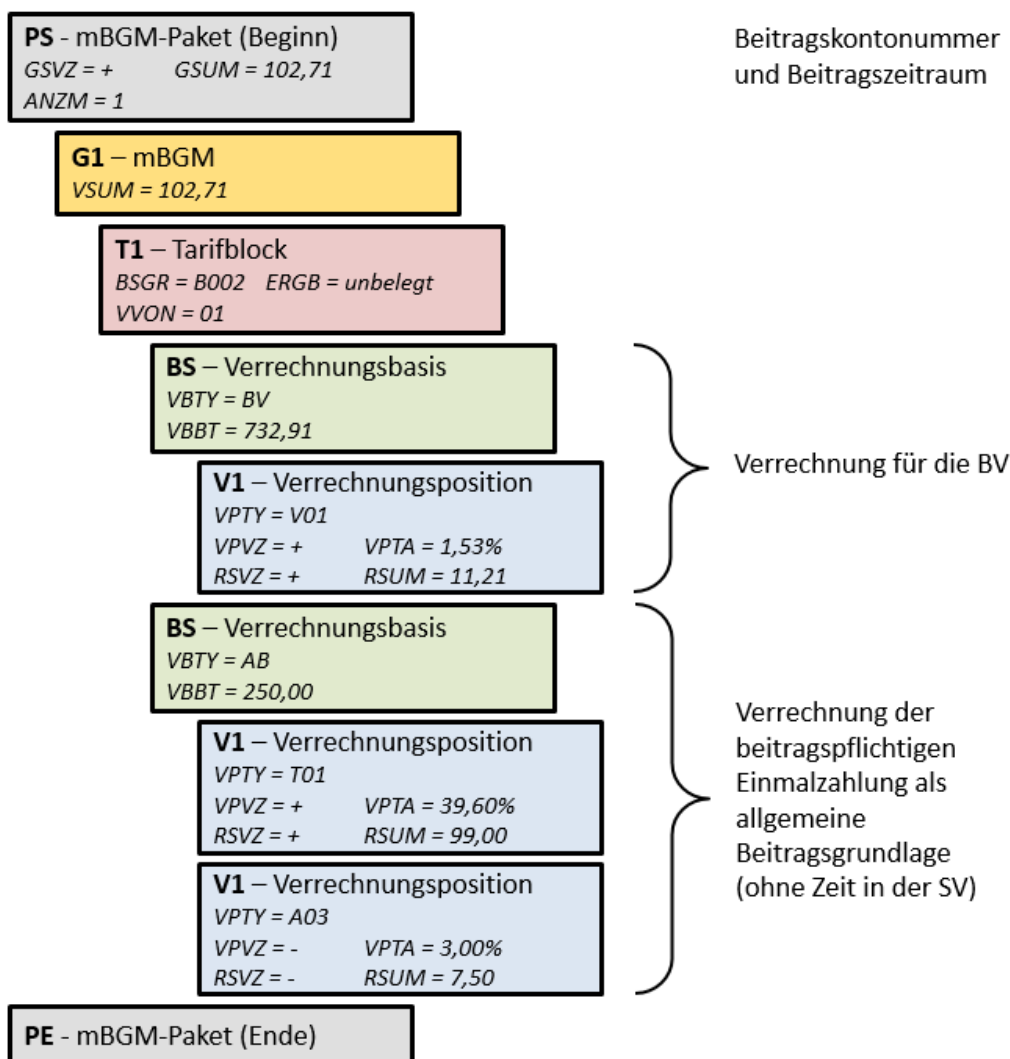 PS - mBGM-Paket (Beginn)
GSVZ = + GSUM = 102,71
ANZM = 1
Beitragskontonummer
und Beitragszeitraum
G1 – mBGM
VSUM = 102,71
T1 – Tarifblock
BSGR = B002 ERGB = unbelegt
VVON = 01
BS – Verrechnungsbasis
VBTY = BV
VBBT = 732,91
V1 – Verrechnungsposition
VPTY = V01
VPVZ = + VPTA = 1,53%
RSVZ = + RSUM = 11,21
Verrechnung für die BV
BS – Verrechnungsbasis
VBTY = AB
VBBT = 250,00
V1 – Verrechnungsposition
VPTY = T01
VPVZ = + VPTA = 39,60%
RSVZ = + RSUM = 99,00
V1 – Verrechnungsposition
VPTY = A03
VPVZ = - VPTA = 3,00%
RSVZ = - RSUM = 7,50
Verrechnung der
beitragspflichtigen
Einmalzahlung als
allgemeine
Beitragsgrundlage
(ohne Zeit in der SV)
PE - mBGM-Paket (Ende)